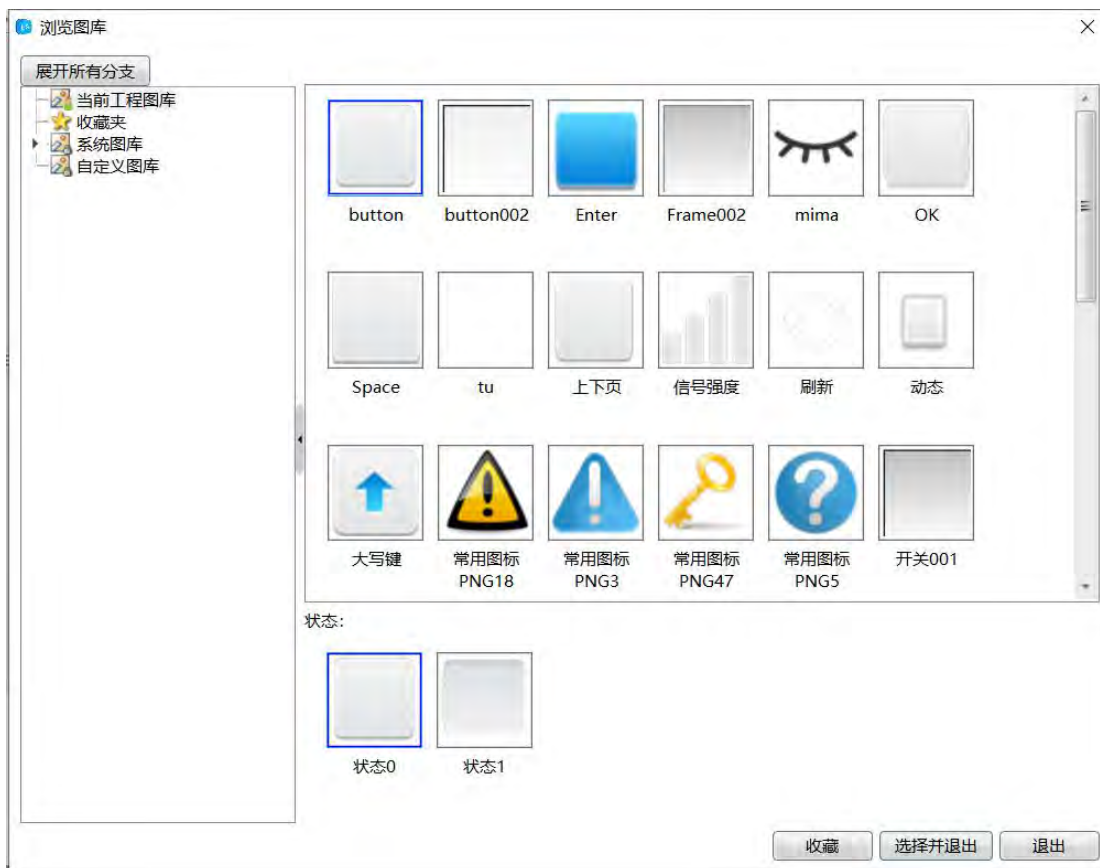 浏览图库
展开所有分支
当前工程图库
收藏夹
系统图库
自定义图库
button
button002
Enter
Frame002
mima
OK
Space
tu
上下页
信号强度
刷新
动态
大写键
常用图标
PNG18
常用图标
PNG3
常用图标
PNG47
常用图标
PNG5
开关001
状态:
状态0
状态1
收藏
选择并退出
退出